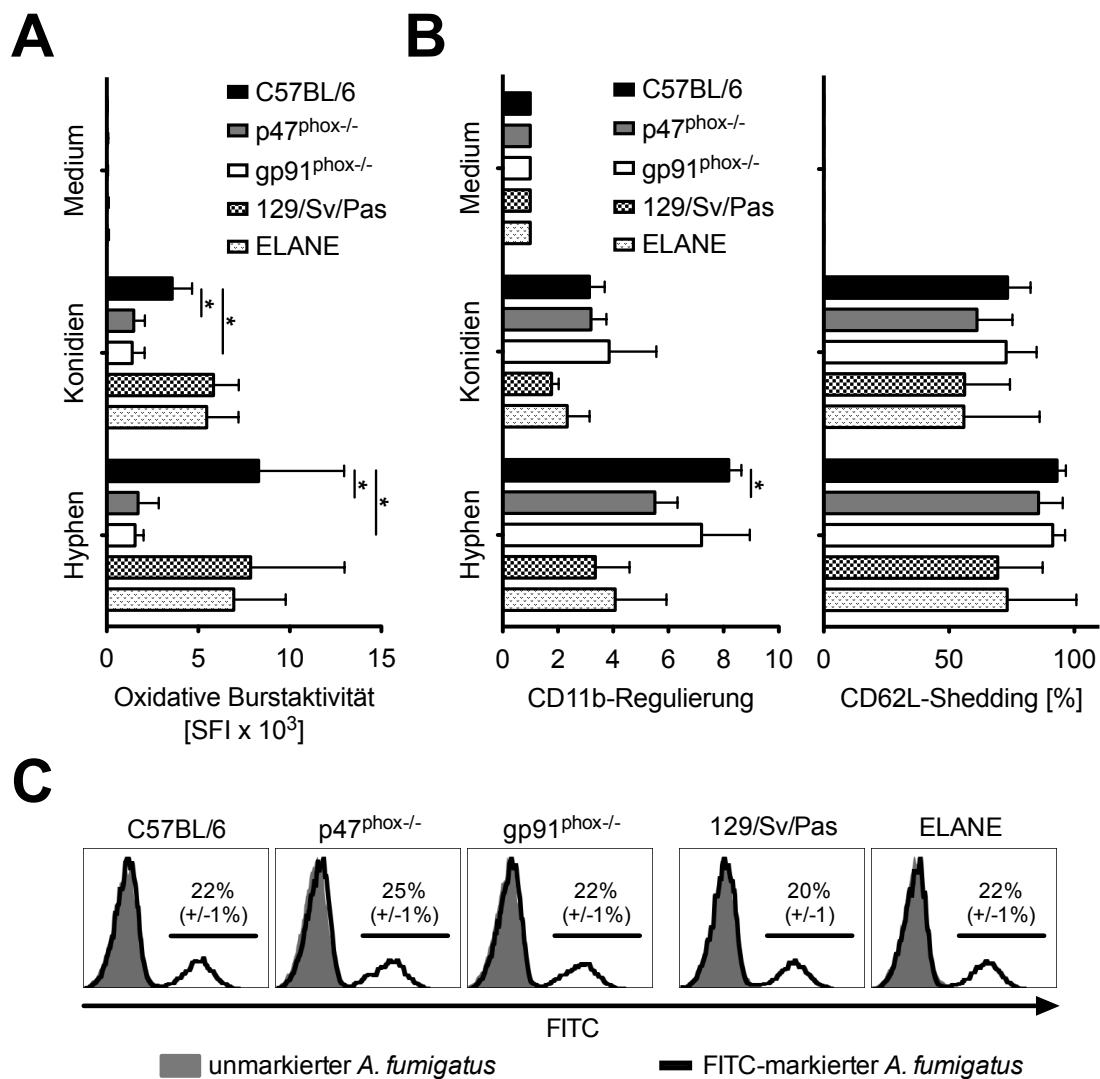 A
C57BL/6
p47phox-/-
gp91phox-/-
129/Sv/Pas
ELANE
Medium
Konidien
Hyphen
*
*
*
*
0 5 10 15
Oxidative Burstaktivität
[SFI x 10³]
B
C57BL/6
p47phox-/-
gp91phox-/-
129/Sv/Pas
ELANE
Medium
Konidien
Hyphen
*
0 2 4 6 8 10
CD11b-Regulierung
0 50 100
CD62L-Shedding [%]
C
C57BL/6 p47phox-/- gp91phox-/- 129/Sv/Pas ELANE
22% 25% 22% 20% 22%
(+/-1%) (+/-1%) (+/-1%) (+/-1) (+/-1%)
FITC
unmarkierter A. fumigatus FITC-markierter A. fumigatus